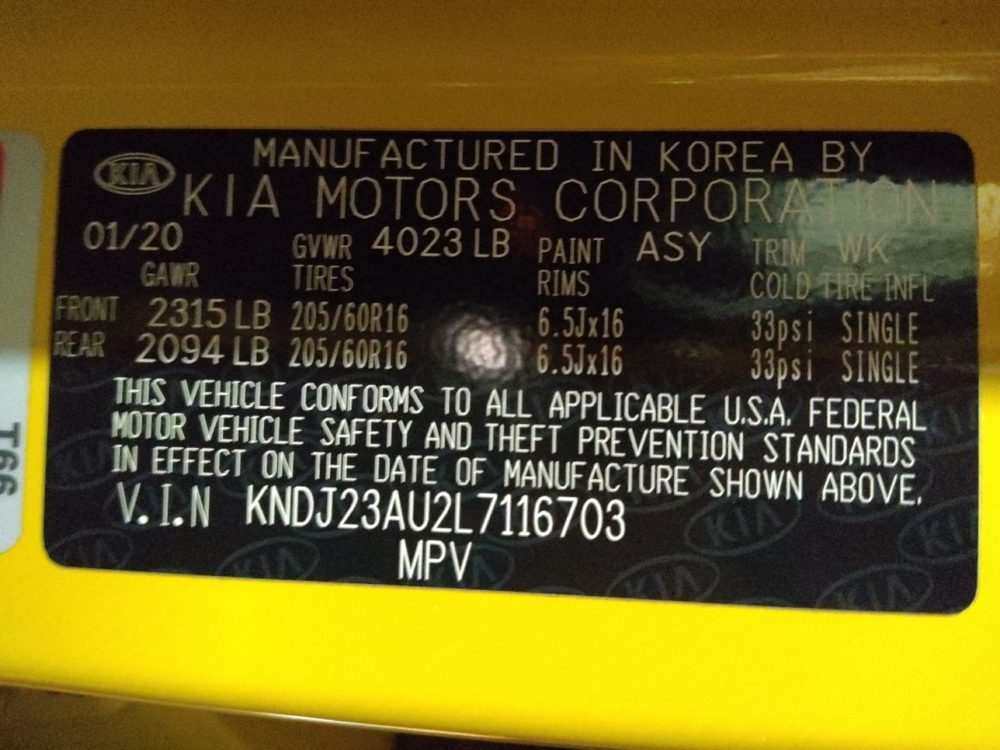 KIA
MANUFACTURED IN KOREA BY
KIA MOTORS CORPORATION
01/20 GVWR 4023 LB PAINT ASY TRIM WK
GAWR TIRES RIMS COLD TIRE INFL
FRONT 2315 LB 205/60R16 6.5Jx16 33psi SINGLE
REAR 2094 LB 205/60R16 6.5Jx16 33psi SINGLE
THIS VEHICLE CONFORMS TO ALL APPLICABLE U.S.A. FEDERAL
MOTOR VEHICLE SAFETY AND THEFT PREVENTION STANDARDS
IN EFFECT ON THE DATE OF MANUFACTURE SHOWN ABOVE.
V.I.N KNDJ23AU2L7116703
MPV